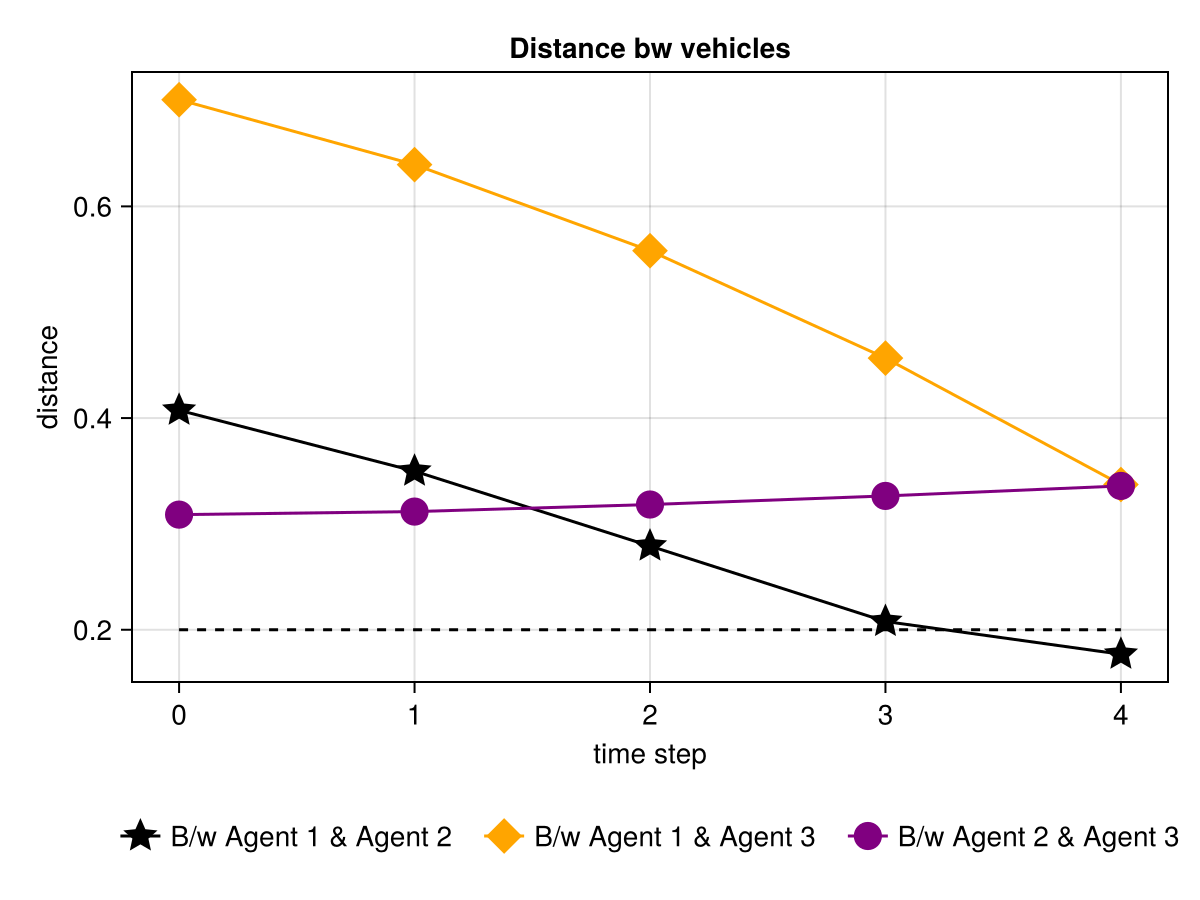 Distance bw vehicles
distance
0.6
0.4
0.2
0 1 2 3 4
time step
B/w Agent 1 & Agent 2 B/w Agent 1 & Agent 3 B/w Agent 2 & Agent 3